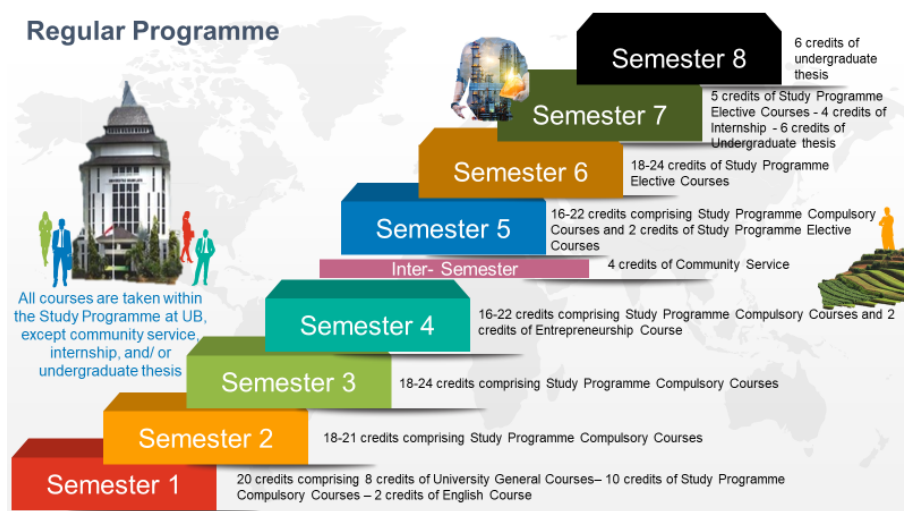 Regular Programme
Semester 8
6 credits of
undergraduate
thesis
Semester 7
5 credits of Study Programme
Elective Courses - 4 credits of
Internship - 6 credits of
Undergraduate thesis
Semester 6
18-24 credits of Study Programme
Elective Courses
Semester 5
16-22 credits comprising Study Programme Compulsory
Courses and 2 credits of Study Programme Elective
Courses
Inter- Semester
4 credits of Community Service
Semester 4
16-22 credits comprising Study Programme Compulsory Courses and 2
credits of Entrepreneurship Course
Semester 3
18-24 credits comprising Study Programme Compulsory Courses
Semester 2
18-21 credits comprising Study Programme Compulsory Courses
Semester 1
20 credits comprising 8 credits of University General Courses– 10 credits of Study Programme
Compulsory Courses – 2 credits of English Course
All courses are taken within
the Study Programme at UB,
except community service,
internship, and/ or
undergraduate thesis